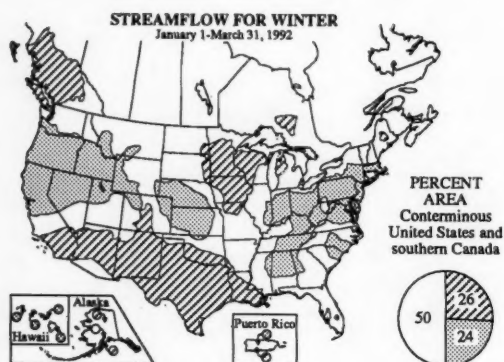 STREAMFLOW FOR WINTER
January 1-March 31, 1992
PERCENT
AREA
Conterminous
United States and
southern Canada
26
50
24
Alaska
Hawaii
Puerto Rico